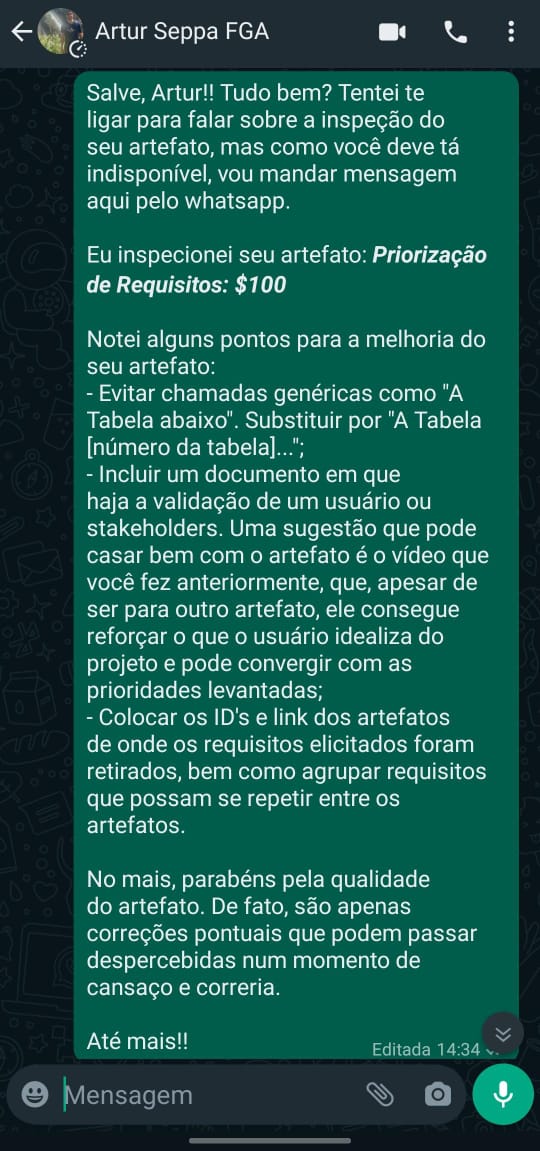 Artur Seppa FGA
Salve, Artur!! Tudo bem? Tentei te
ligar para falar sobre a inspeção do
seu artefato, mas como você deve tá
indisponível, vou mandar mensagem
aqui pelo whatsapp.
Eu inspecionei seu artefato: Priorização
de Requisitos: $100
Notei alguns pontos para a melhoria do
seu artefato:
- Evitar chamadas genéricas como "A
Tabela abaixo". Substituir por "A Tabela
[número da tabela]...";
- Incluir um documento em que
haja a validação de um usuário ou
stakeholders. Uma sugestão que pode
casar bem com o artefato é o vídeo que
você fez anteriormente, que, apesar de
ser para outro artefato, ele consegue
reforçar o que o usuário idealiza do
projeto e pode convergir com as
prioridades levantadas;
- Colocar os ID's e link dos artefatos
de onde os requisitos elicitados foram
retirados, bem como agrupar requisitos
que possam se repetir entre os
artefatos.
No mais, parabéns pela qualidade
do artefato. De fato, são apenas
correções pontuais que podem passar
despercebidas num momento de
cansaço e correria.
Até mais!!
Editada 14:34
Mensagem